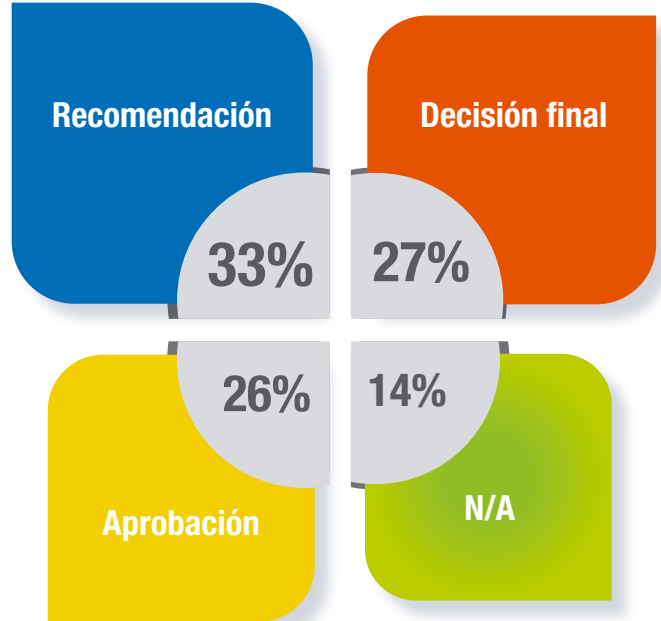 Recomendación
33%
Decisión final
27%
26%
Aprobación
14%
N/A